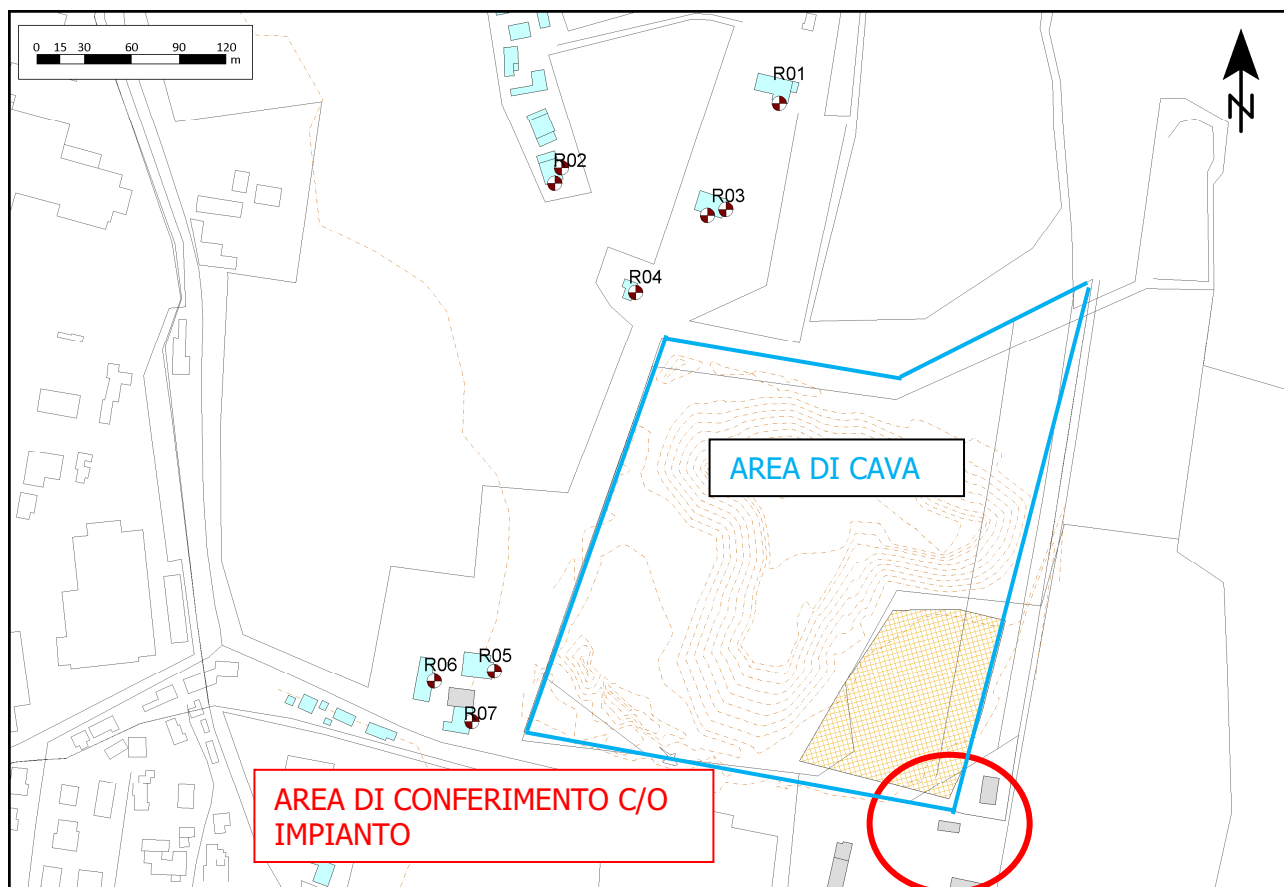 0 15 30 60 90 120
m
N
R01
R02
R03
R04
AREA DI CAVA
R05
R06
R07
AREA DI CONFERIMENTO C/O
IMPIANTO